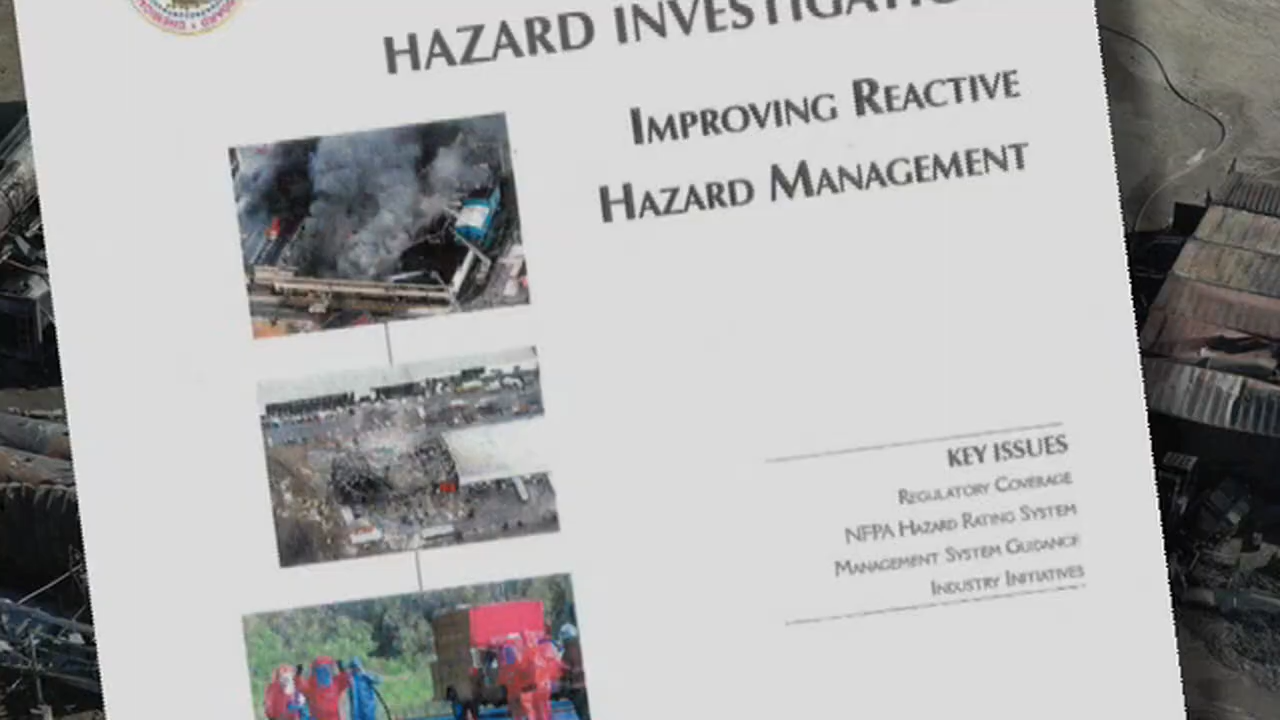 HAZARD INVESTIGATIO
IMPROVING REACTIVE
HAZARD MANAGEMENT
KEY ISSUES
REGULATORY COVERAGE
NFPA HAZARD RATING SYSTEM
MANAGEMENT SYSTEM GUIDANCE
INDUSTRY INITIATIVES